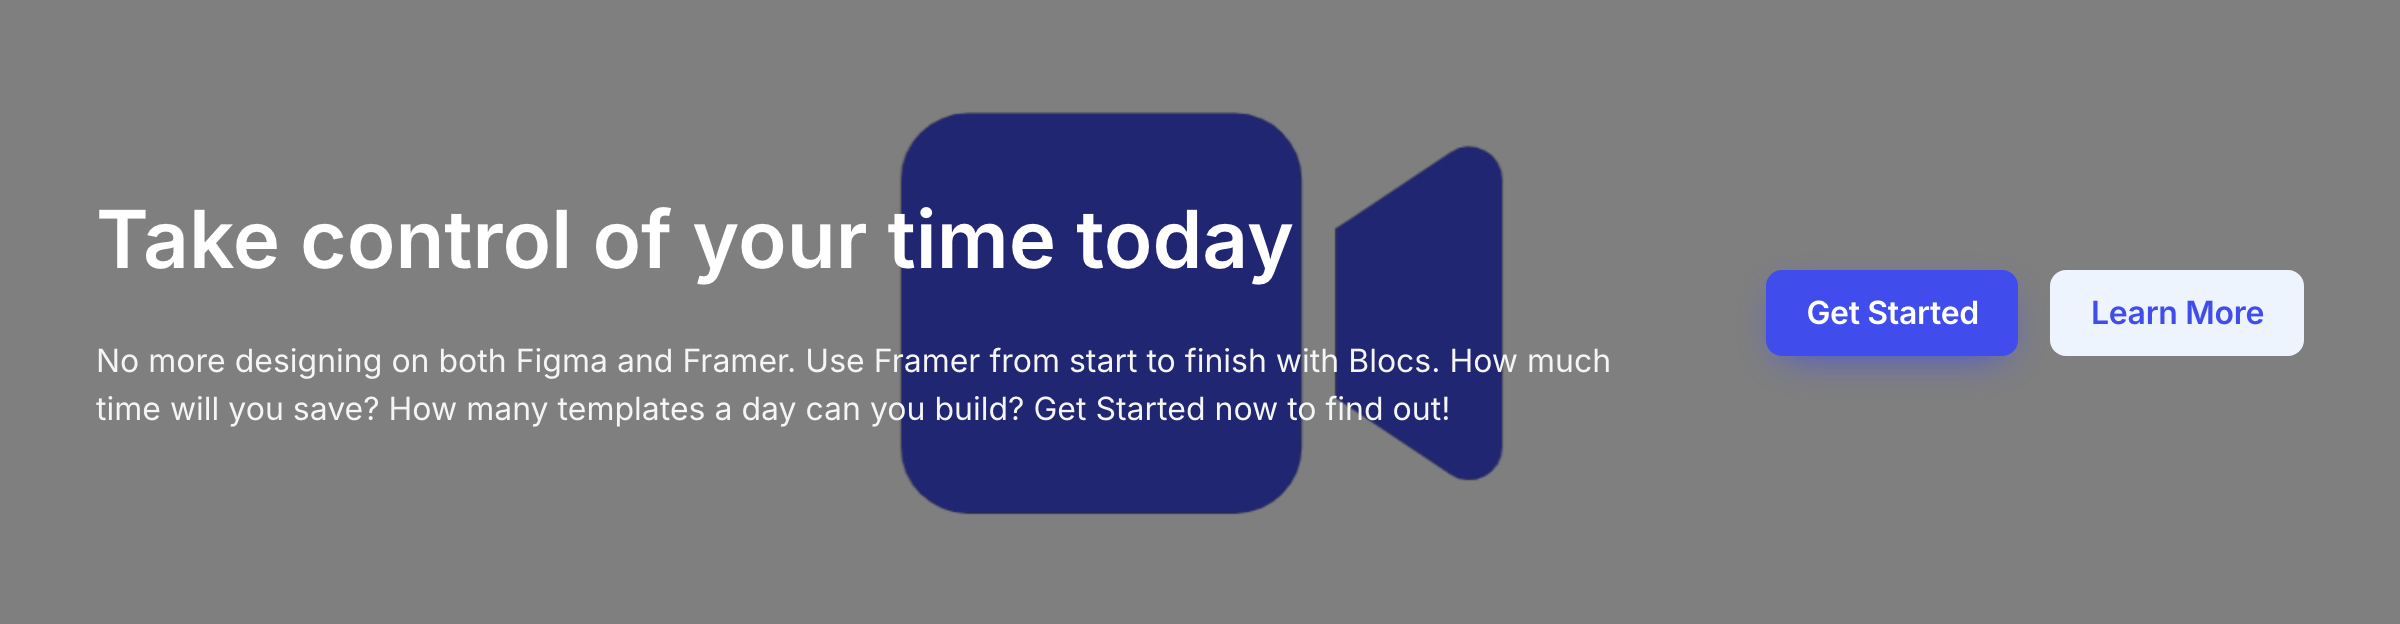 Take control of your time today
No more designing on both Figma and Framer. Use Framer from start to finish with Blocs. How much
time will you save? How many templates a day can you build? Get Started now to find out!
Get Started
Learn More